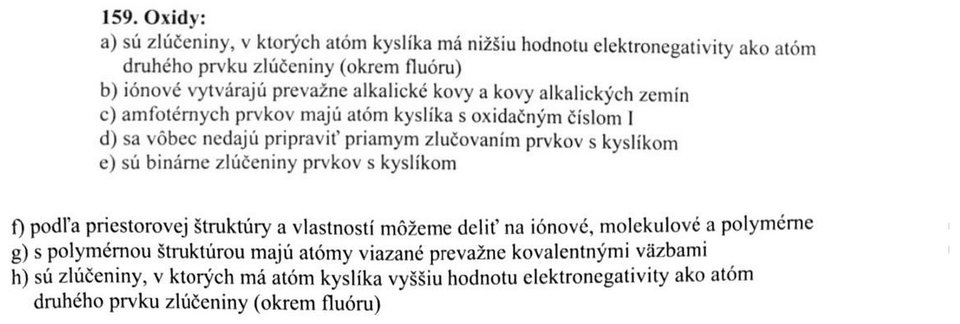 159. Oxidy:
a) sú zlúčeniny, v ktorých atóm kyslíka má nižšiu hodnotu elektronegativity ako atóm
druhého prvku zlúčeniny (okrem fluóru)
b) iónové vytvárajú prevažne alkalické kovy a kovy alkalických zemín
c) amfotérnych prvkov majú atóm kyslíka s oxidačným číslom I
d) sa vôbec nedajú pripraviť priamym zlučovaním prvkov s kyslíkom
e) sú binárne zlúčeniny prvkov s kyslíkom
f) podľa priestorovej štruktúry a vlastností môžeme deliť na iónové, molekulové a polymérne
g) s polymérnou štruktúrou majú atómy viazané prevažne kovalentnými väzbami
h) sú zlúčeniny, v ktorých má atóm kyslíka vyššiu hodnotu elektronegativity ako atóm
druhého prvku zlúčeniny (okrem fluóru)